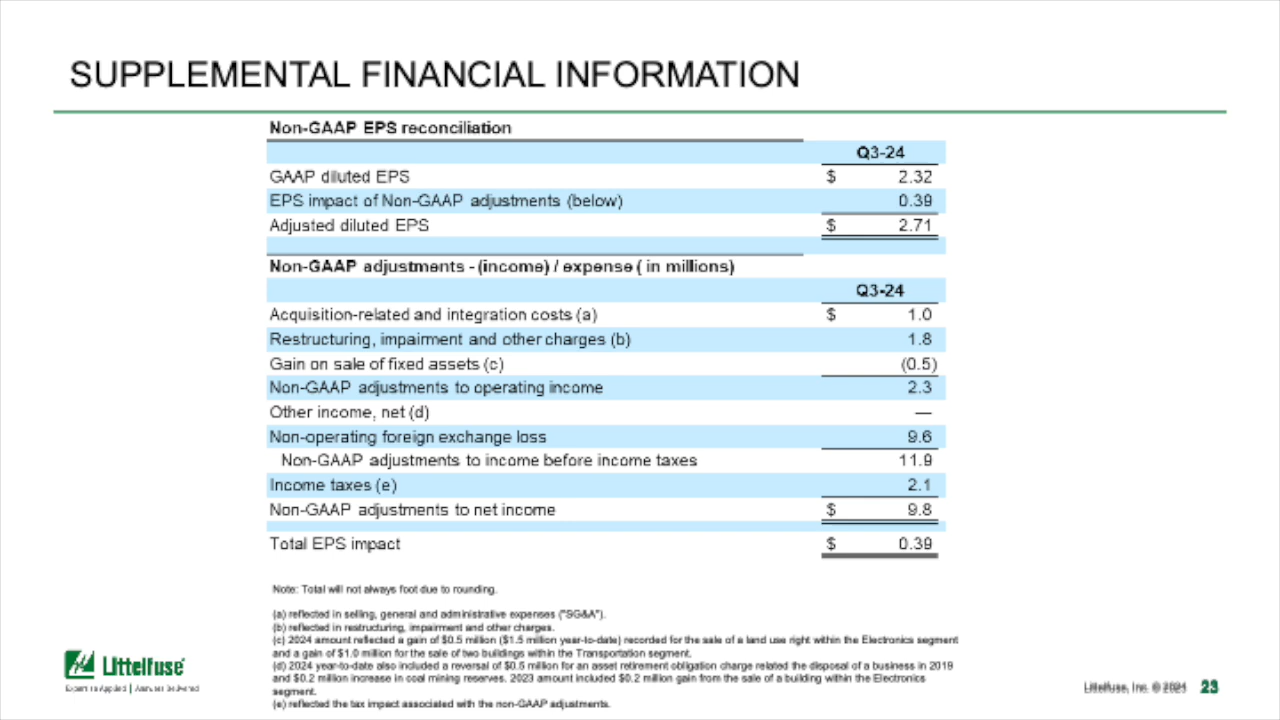 SUPPLEMENTAL FINANCIAL INFORMATION
Non-GAAP EPS reconciliation
Q3-24
GAAP diluted EPS $ 2.32
EPS impact of Non-GAAP adjustments (below) 0.39
Adjusted diluted EPS $ 2.71
Non-GAAP adjustments - (income) / expense ( in millions)
Q3-24
Acquisition-related and integration costs (a) $ 1.0
Restructuring, impairment and other charges (b) 1.8
Gain on sale of fixed assets (c) (0.5)
Non-GAAP adjustments to operating income 2.3
Other income, net (d) —
Non-operating foreign exchange loss 9.6
Non-GAAP adjustments to income before income taxes 11.9
Income taxes (e) 2.1
Non-GAAP adjustments to net income $ 9.8
Total EPS impact $ 0.39
Note: Total will not always foot due to rounding.
(a) reflected in selling, general and administrative expenses ("SG&A").
(b) reflected in restructuring, impairment and other charges.
(c) 2024 amount reflected a gain of $0.5 million ($1.5 million year-to-date) recorded for the sale of a land use right within the Electronics segment
and a gain of $1.0 million for the sale of two buildings within the Transportation segment.
(d) 2024 year-to-date also included a reversal of $0.5 million for an asset retirement obligation charge related the disposal of a business in 2019
and $0.2 million increase in coal mining reserves. 2023 amount included $0.2 million gain from the sale of a building within the Electronics
segment.
(e) reflected the tax impact associated with the non-GAAP adjustments.
Littelfuse
Expertise Applied | Answers Delivered
Littelfuse, Inc. © 23